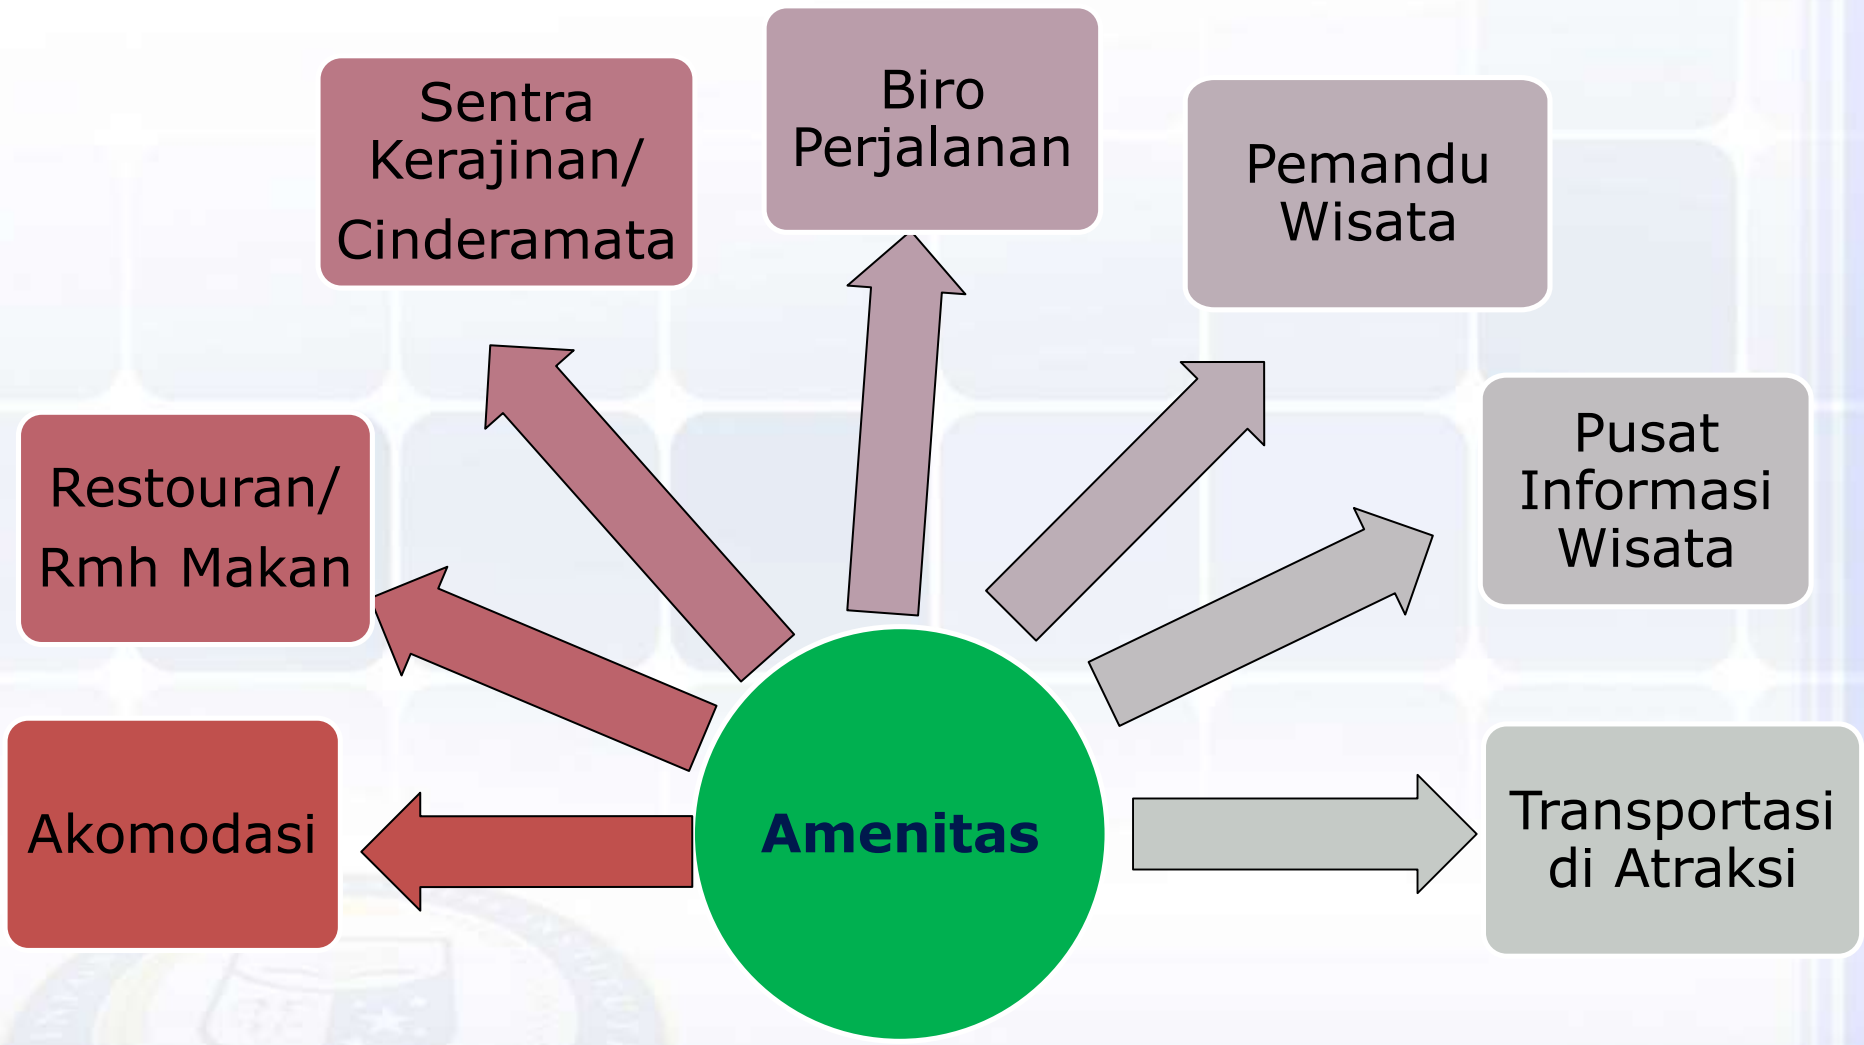 Biro
Perjalanan
Sentra
Kerajinan/
Cinderamata
Pemandu
Wisata
Restouran/
Rmh Makan
Pusat
Informasi
Wisata
Akomodasi
Amenitas
Transportasi
di Atraksi